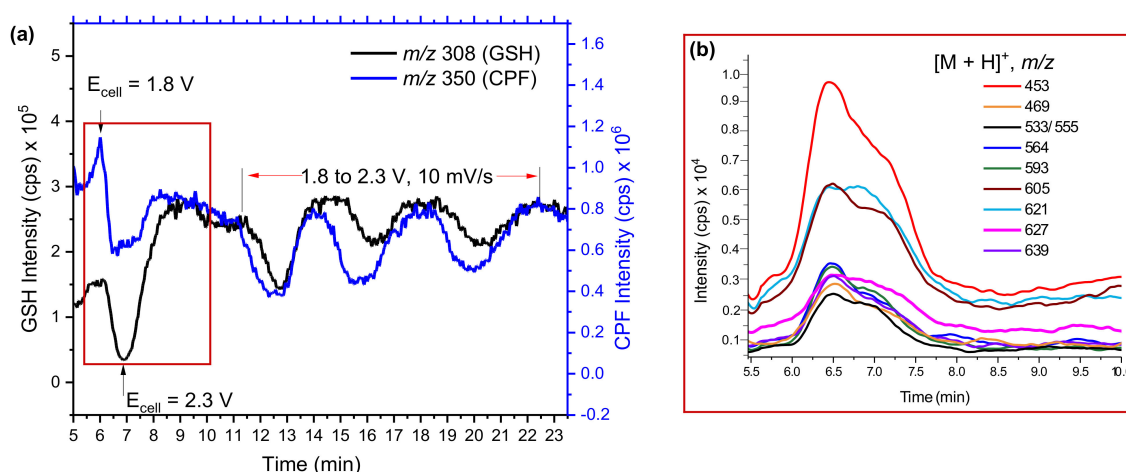 (a)
m/z 308 (GSH)
m/z 350 (CPF)
E_cell = 1.8 V
1.8 to 2.3 V, 10 mV/s
E_cell = 2.3 V
GSH Intensity (cps) x 10^5
5
4
3
2
1
0
CPF Intensity (cps) x 10^6
1.6
1.4
1.2
1.0
0.8
0.6
0.4
0.2
0.0
-0.2
5 6 7 8 9 10 11 12 13 14 15 16 17 18 19 20 21 22 23
Time (min)
(b)
[M + H]+, m/z
453
469
533/ 555
564
593
605
621
627
639
Intensity (cps) x 10^4
1.0
0.9
0.8
0.7
0.6
0.5
0.4
0.3
0.2
0.1
5.5 6.0 6.5 7.0 7.5 8.0 8.5 9.0 9.5 10.0
Time (min)